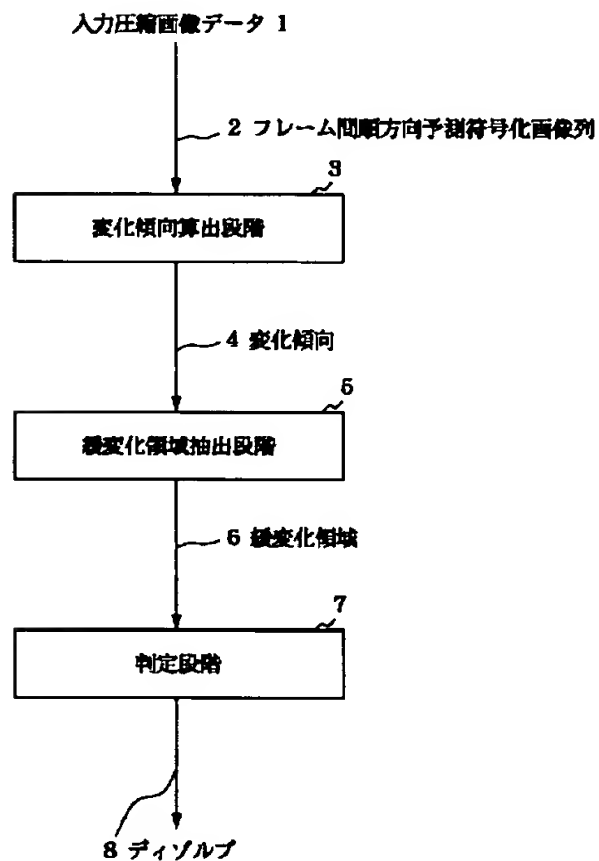 入力圧縮画像データ 1
2 フレーム間順方向予測符号化画像列
3
変化傾向算出段階
4 変化傾向
5
緩変化領域抽出段階
6 緩変化領域
7
判定段階
8 ディゾルブ